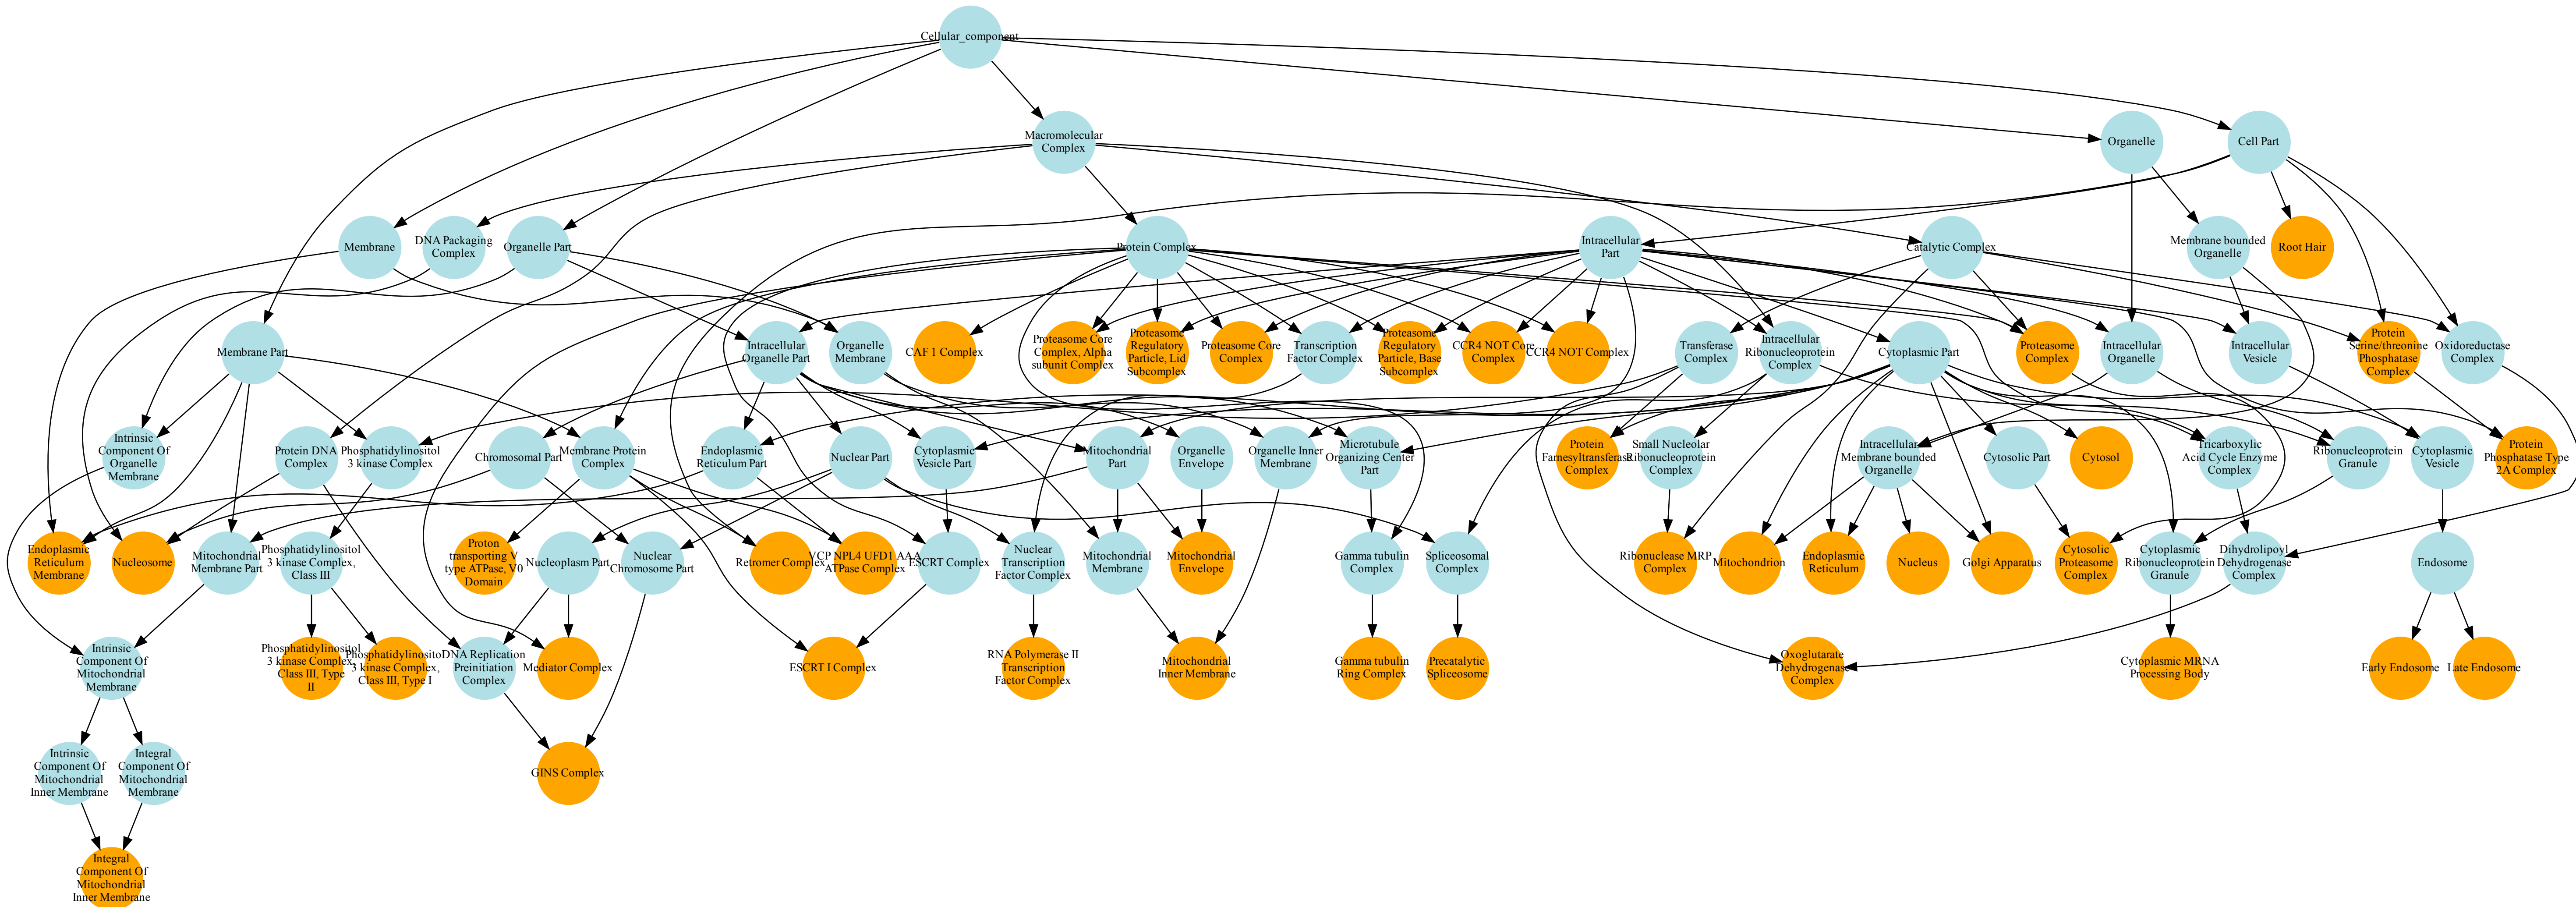 Cellular_component
Macromolecular
Complex
Organelle
Cell Part
Membrane
DNA Packaging
Complex
Organelle Part
Protein Complex
Intracellular
Part
Catalytic Complex
Membrane bounded
Organelle
Root Hair
Membrane Part
Intracellular
Organelle Part
Organelle
Membrane
CAF 1 Complex
Proteasome Core
Complex, Alpha
subunit Complex
Proteasome
Regulatory
Particle, Lid
Subcomplex
Proteasome Core
Complex
Transcription
Factor Complex
Proteasome
Regulatory
Particle, Base
Subcomplex
CCR4 NOT Core
Complex
CCR4 NOT Complex
Transferase
Complex
Intracellular
Ribonucleoprotein
Complex
Cytoplasmic Part
Proteasome
Complex
Intracellular
Organelle
Intracellular
Vesicle
Protein
Serine/threonine
Phosphatase
Complex
Oxidoreductase
Complex
Intrinsic
Component Of
Organelle
Membrane
Protein DNA
Complex
Phosphatidylinositol
3 kinase Complex
Chromosomal Part
Membrane Protein
Complex
Endoplasmic
Reticulum Part
Nuclear Part
Cytoplasmic
Vesicle Part
Mitochondrial
Part
Organelle
Envelope
Organelle Inner
Membrane
Microtubule
Organizing Center
Part
Protein
Farnesyltransferase
Complex
Small Nucleolar
Ribonucleoprotein
Complex
Intracellular
Membrane bounded
Organelle
Cytosolic Part
Cytosol
Tricarboxylic
Acid Cycle Enzyme
Complex
Ribonucleoprotein
Granule
Cytoplasmic
Vesicle
Protein
Phosphatase Type
2A Complex
Endoplasmic
Reticulum
Membrane
Nucleosome
Mitochondrial
Membrane Part
Phosphatidylinositol
3 kinase Complex,
Class III
Proton
transporting V
type ATPase, V0
Domain
Nucleoplasm Part
Nuclear
Chromosome Part
Retromer Complex
VCP NPL4 UFD1 AAA
ATPase Complex
ESCRT Complex
Nuclear
Transcription
Factor Complex
Mitochondrial
Membrane
Mitochondrial
Envelope
Gamma tubulin
Complex
Spliceosomal
Complex
Ribonuclease MRP
Complex
Mitochondrion
Endoplasmic
Reticulum
Nucleus
Golgi Apparatus
Cytosolic
Proteasome
Complex
Cytoplasmic
Ribonucleoprotein
Granule
Dihydrolipoyl
Dehydrogenase
Complex
Endosome
Intrinsic
Component Of
Mitochondrial
Membrane
Phosphatidylinositol
3 kinase Complex,
Class III, Type
II
Phosphatidylinositol
3 kinase Complex,
Class III, Type I
DNA Replication
Preinitiation
Complex
Mediator Complex
ESCRT I Complex
RNA Polymerase II
Transcription
Factor Complex
Mitochondrial
Inner Membrane
Gamma tubulin
Ring Complex
Precatalytic
Spliceosome
Oxoglutarate
Dehydrogenase
Complex
Cytoplasmic MRNA
Processing Body
Early Endosome
Late Endosome
Intrinsic
Component Of
Mitochondrial
Inner Membrane
Integral
Component Of
Mitochondrial
Membrane
GINS Complex
Integral
Component Of
Mitochondrial
Inner Membrane